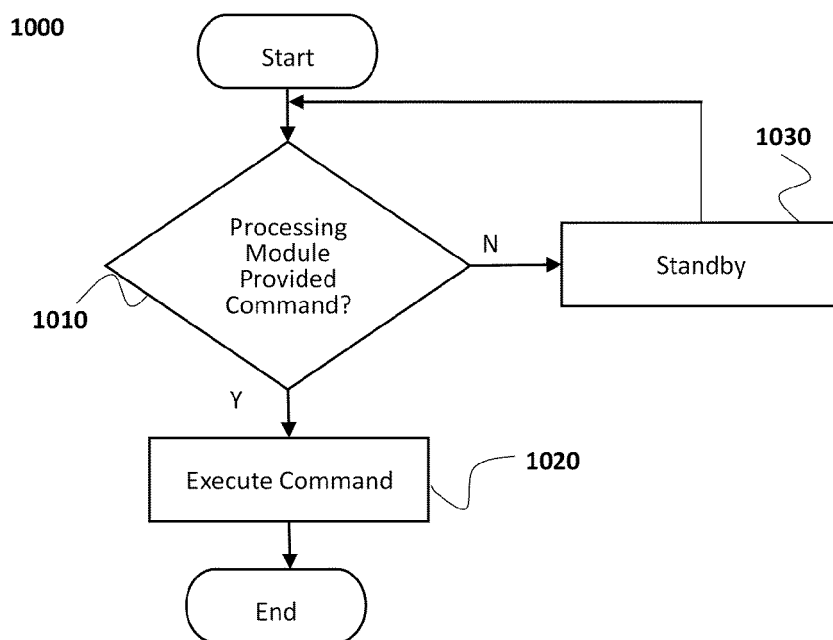 1000
Start
1030
Processing
Module
Provided
Command?
N
Standby
1010
Y
Execute Command
1020
End